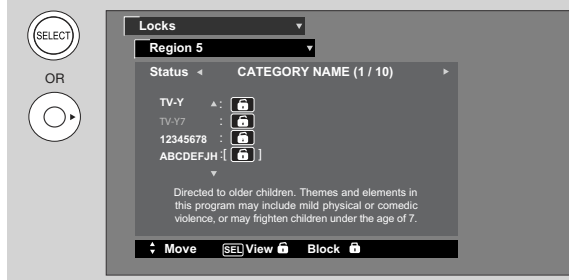 SELECT
OR
Locks
Region 5
Status CATEGORY NAME (1 / 10)
TV-Y :
TV-Y7 :
12345678 :
ABCDEFJH :[ ]
Directed to older children. Themes and elements in
this program may include mild physical or comedic
violence, or may frighten children under the age of 7.
Move SEL View Block